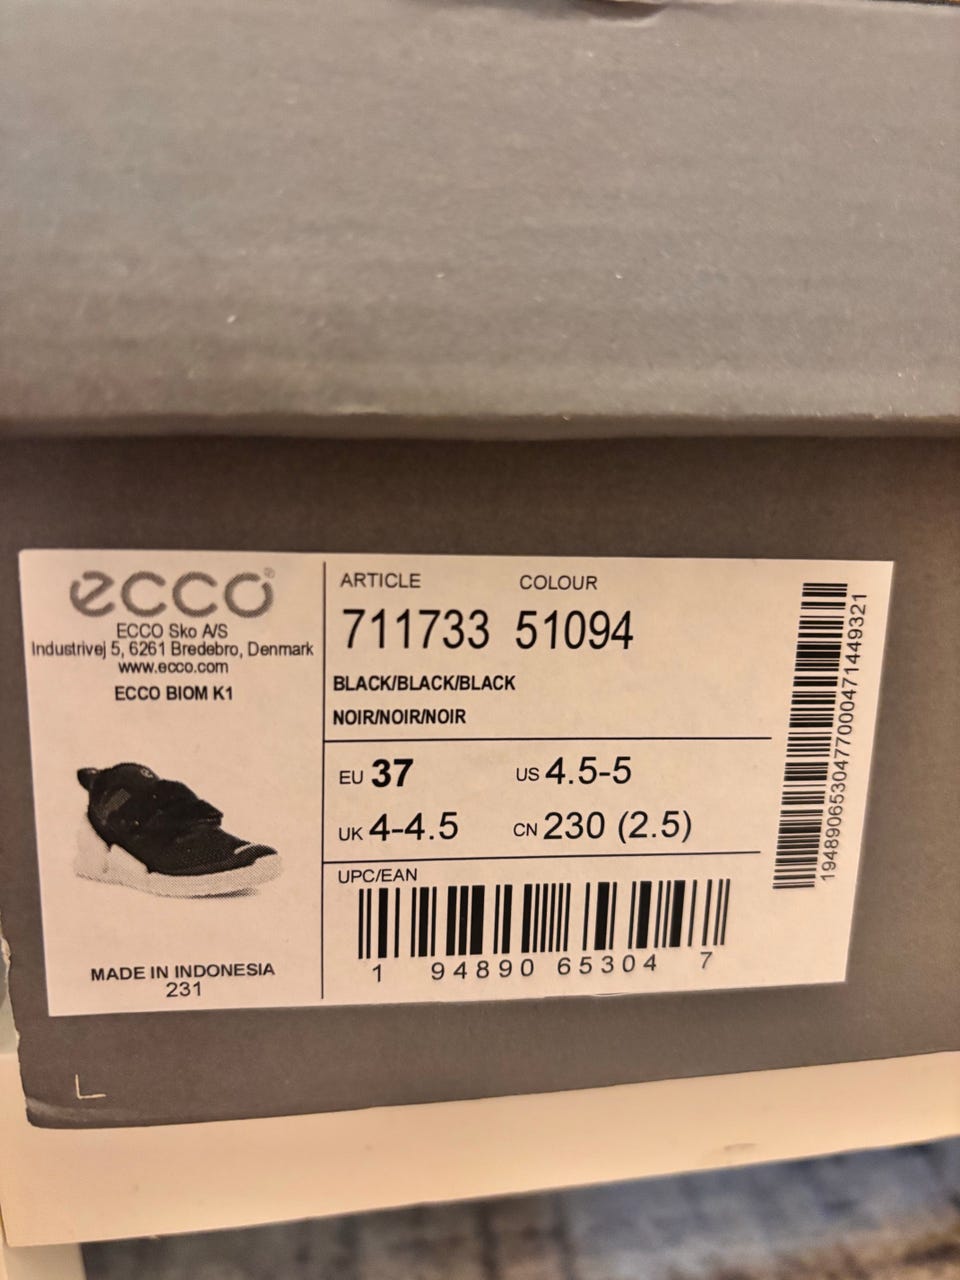 ecco®
ECCO Sko A/S
Industrivej 5, 6261 Bredebro, Denmark
www.ecco.com
ECCO BIOM K1
MADE IN INDONESIA
231
ARTICLE COLOUR
711733 51094
BLACK/BLACK/BLACK
NOIR/NOIR/NOIR
EU 37 US 4.5-5
UK 4-4.5 CN 230 (2.5)
UPC/EAN
1 94890 65304 7
194890653047700047144​9321